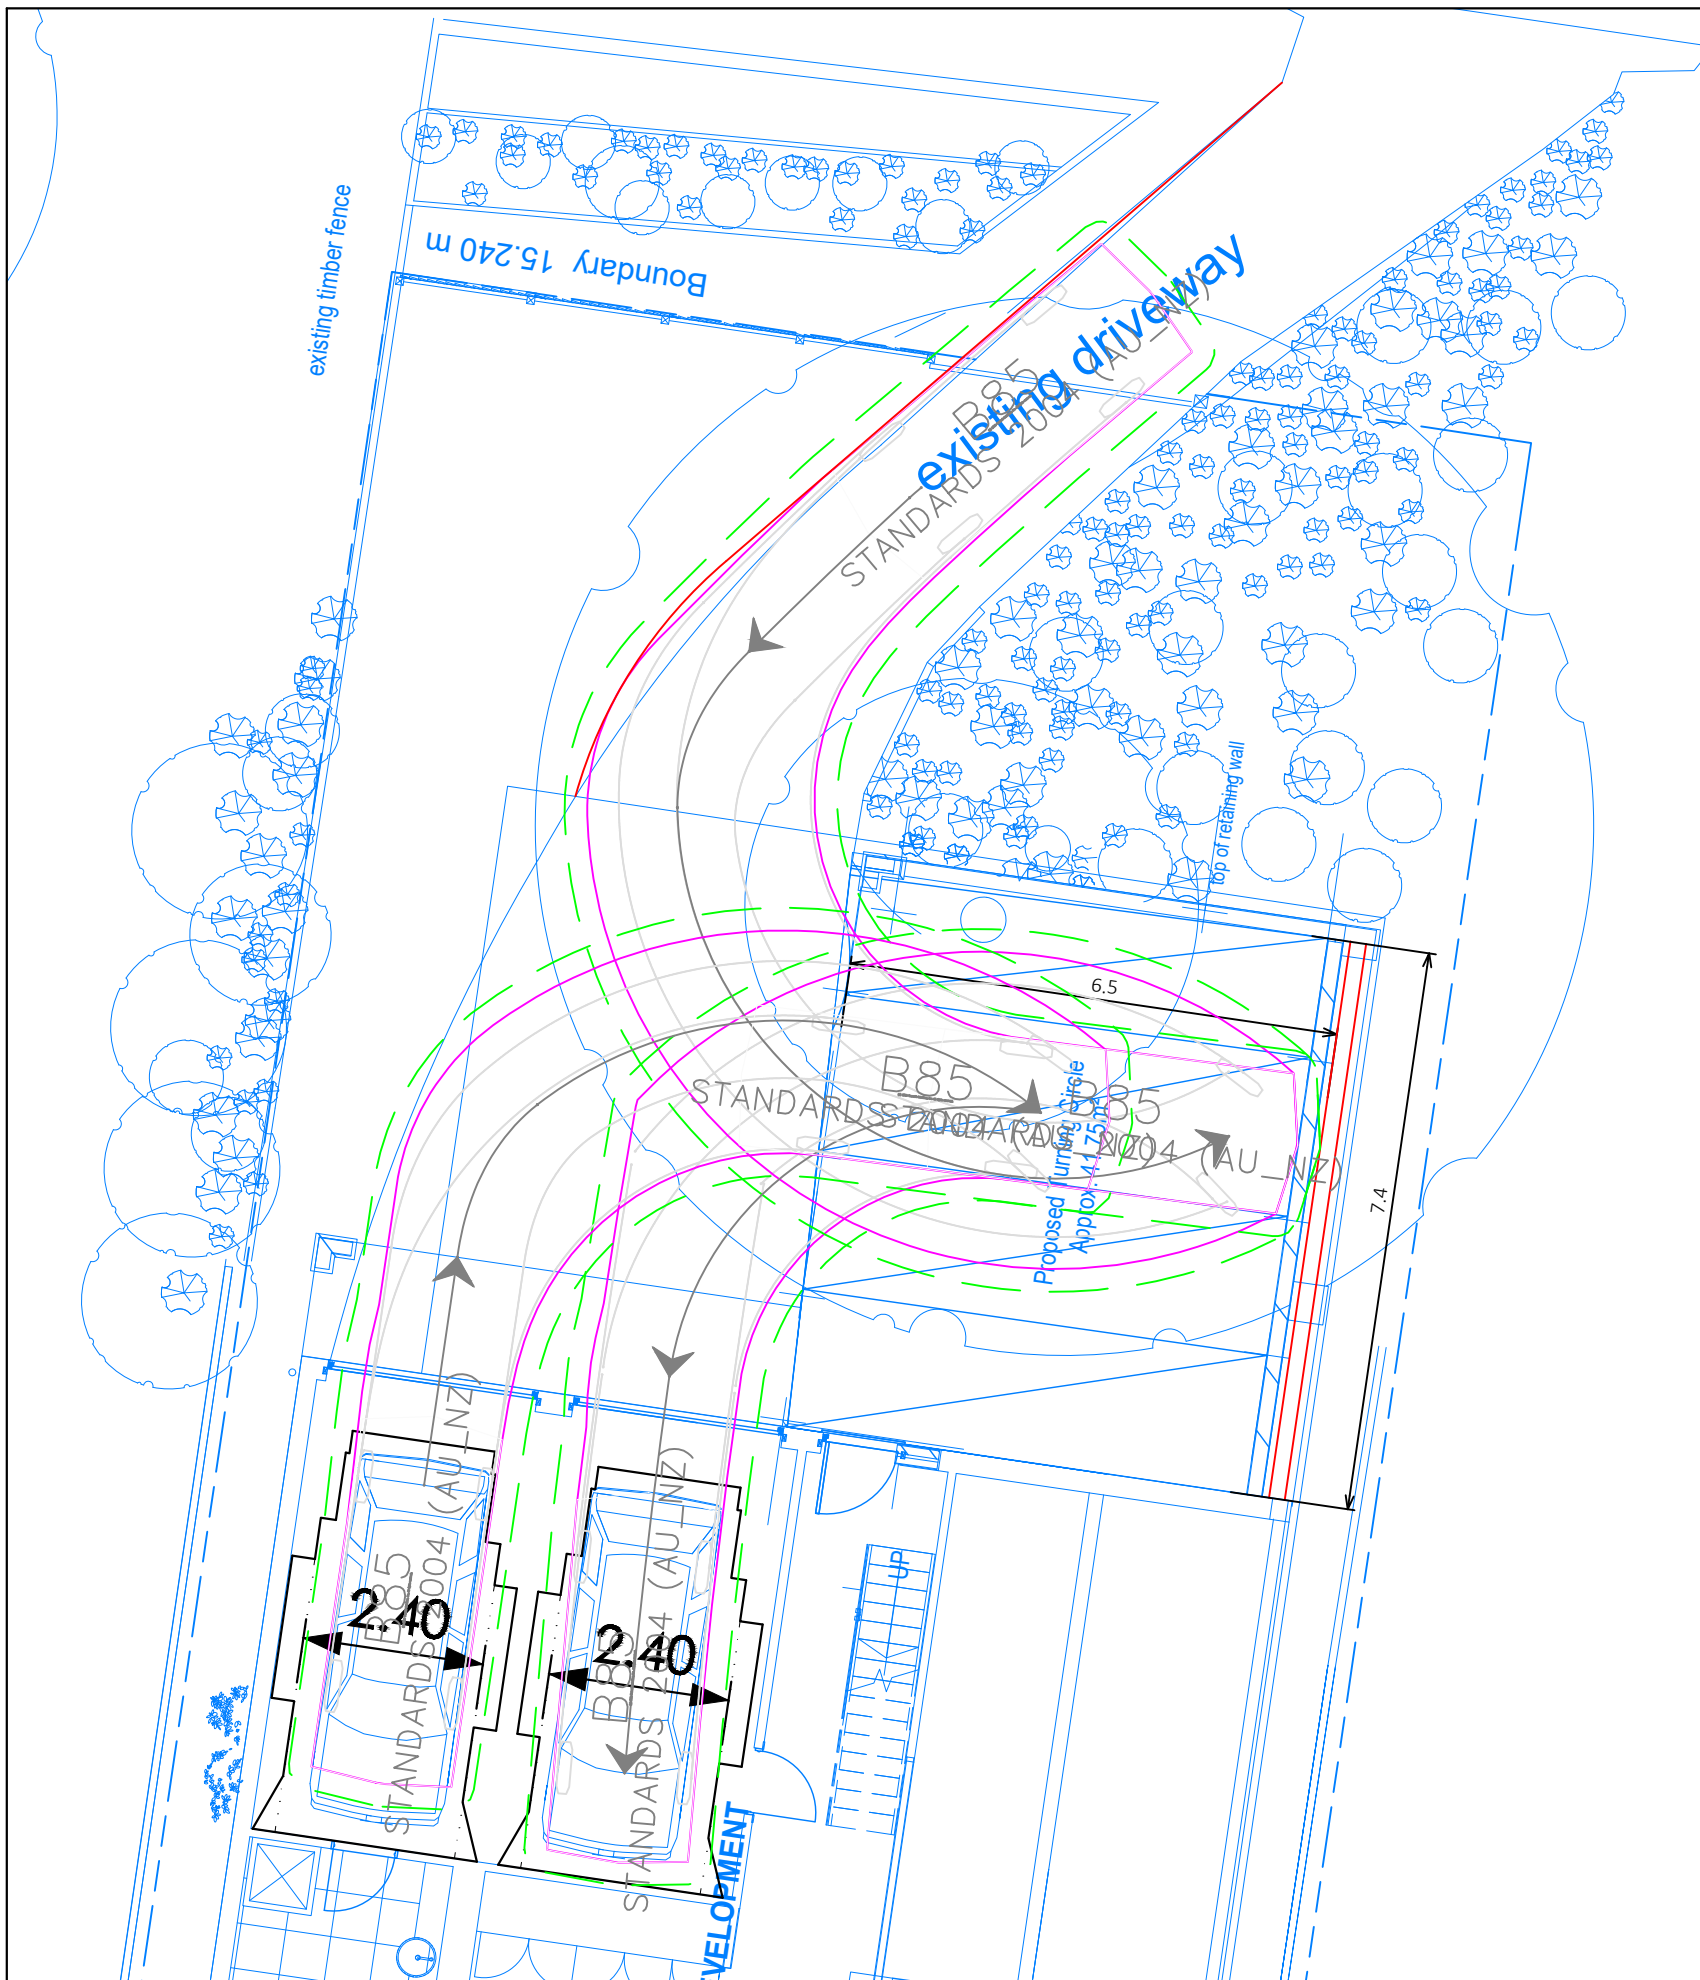 existing timber fence
Boundary 15.240 m
existing driveway
B85
STANDARDS 2004 (AU_NZ)
top of retaining wall
6.5
B85
STANDARDS 2004 (AU_NZ)
B85
STANDARDS 2004 (AU_NZ)
Proposed Turning Circle
Approx. 41.75m²
7.4
B85
STANDARDS 2004 (AU_NZ)
2.40
B85
STANDARDS 2004 (AU_NZ)
2.40
UP
VELOPMENT